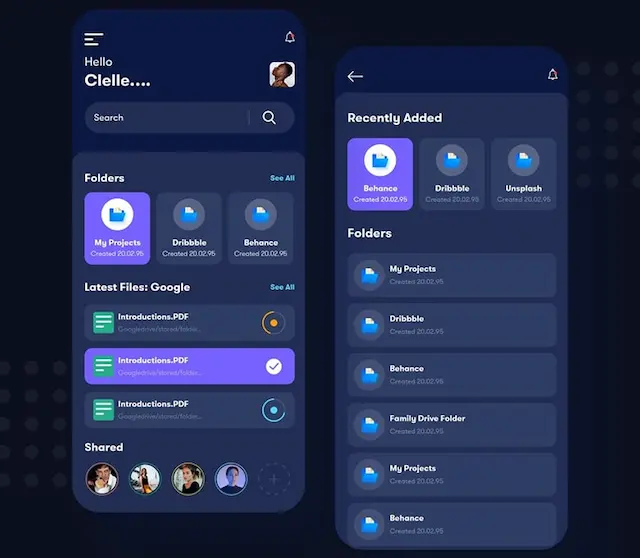 Hello
Clelle....
Search
Folders
See All
My Projects
Created 20.02.95
Dribbble
Created 20.02.95
Behance
Created 20.02.95
Latest Files: Google
See All
Introductions.PDF
Googledrive/stored/folder...
Introductions.PDF
Googledrive/stored/folder...
Introductions.PDF
Googledrive/stored/folder...
Shared
Recently Added
Behance
Created 20.02.95
Dribbble
Created 20.02.95
Unsplash
Created 20.02.95
Folders
My Projects
Created 20.02.95
Dribbble
Created 20.02.95
Behance
Created 20.02.95
Family Drive Folder
Created 20.02.95
My Projects
Created 20.02.95
Behance
Created 20.02.95